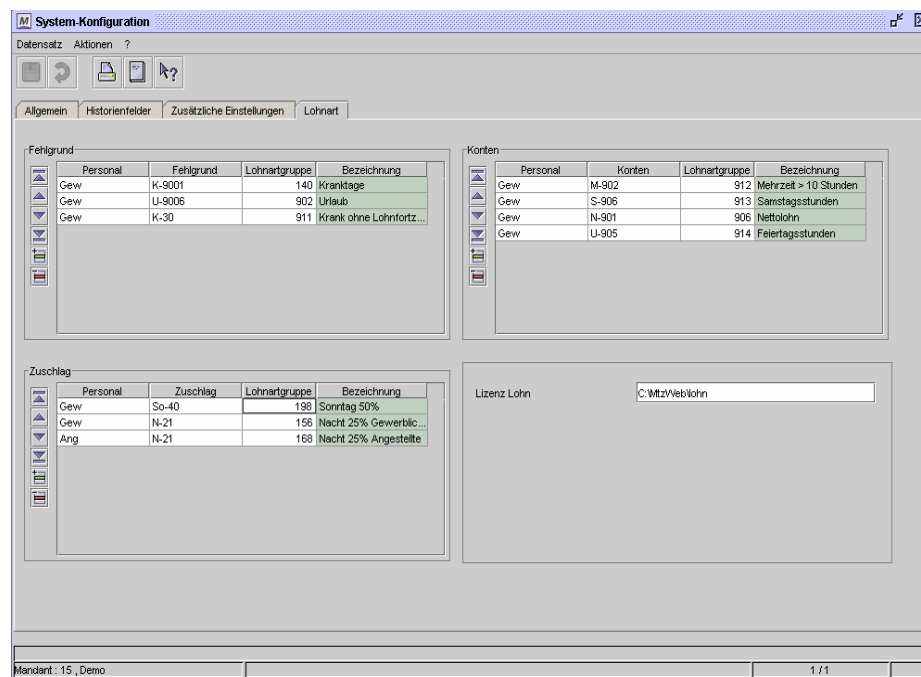 M System-Konfiguration
Datensatz Aktionen ?
Allgemein Historienfelder Zusätzliche Einstellungen Lohnart
Fehlgrund
Personal Fehlgrund Lohnartgruppe Bezeichnung
Gew K-9001 140 Kranktage
Gew U-9006 902 Urlaub
Gew K-30 911 Krank ohne Lohnfortz...
Konten
Personal Konten Lohnartgruppe Bezeichnung
Gew M-902 912 Mehrzeit > 10 Stunden
Gew S-906 913 Samstagsstunden
Gew N-901 906 Nettolohn
Gew U-905 914 Feiertagsstunden
Zuschlag
Personal Zuschlag Lohnartgruppe Bezeichnung
Gew So-40 198 Sonntag 50%
Gew N-21 156 Nacht 25% Gewerblic...
Ang N-21 168 Nacht 25% Angestellte
Lizenz Lohn C:\MtzWeb\lohn
Mandant : 15 , Demo 1 / 1